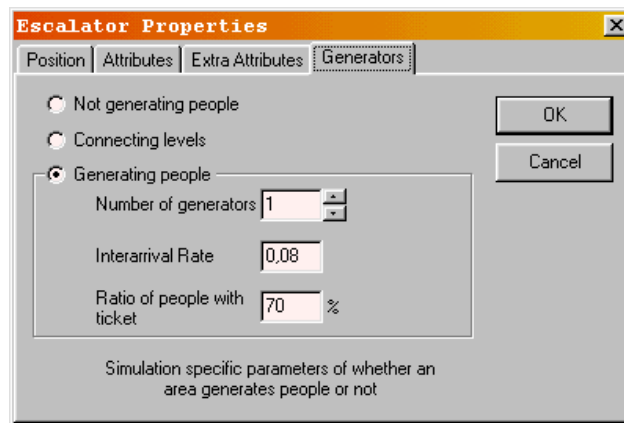 Escalator Properties
Position Attributes Extra Attributes Generators
Not generating people
Connecting levels
Generating people
Number of generators 1
Interarrival Rate 0,08
Ratio of people with
ticket 70 %
Simulation specific parameters of whether an
area generates people or not
OK
Cancel